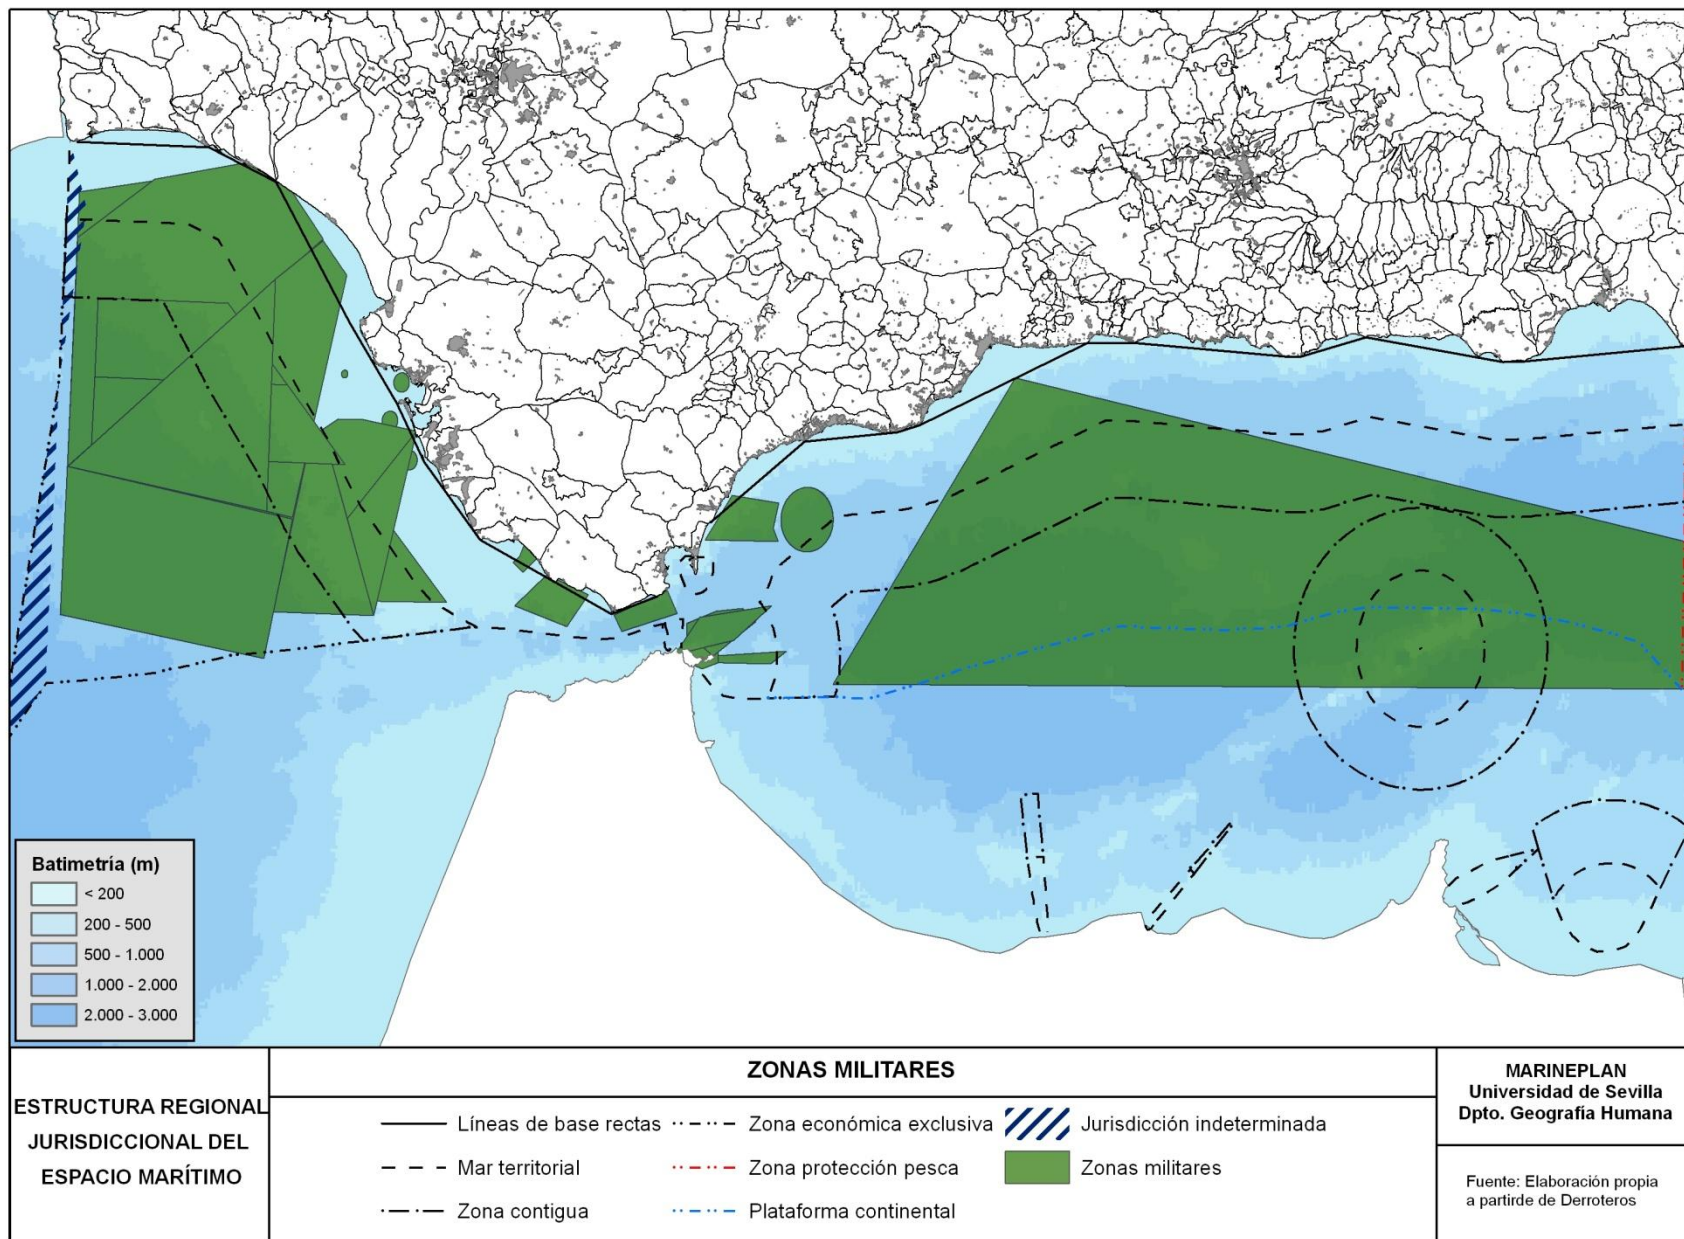 Batimetría (m)
< 200
200 - 500
500 - 1.000
1.000 - 2.000
2.000 - 3.000
ESTRUCTURA REGIONAL
JURISDICCIONAL DEL
ESPACIO MARÍTIMO
ZONAS MILITARES
Líneas de base rectas
Mar territorial
Zona contigua
Zona económica exclusiva
Zona protección pesca
Plataforma continental
Jurisdicción indeterminada
Zonas militares
MARINEPLAN
Universidad de Sevilla
Dpto. Geografía Humana
Fuente: Elaboración propia
a partirde de Derroteros